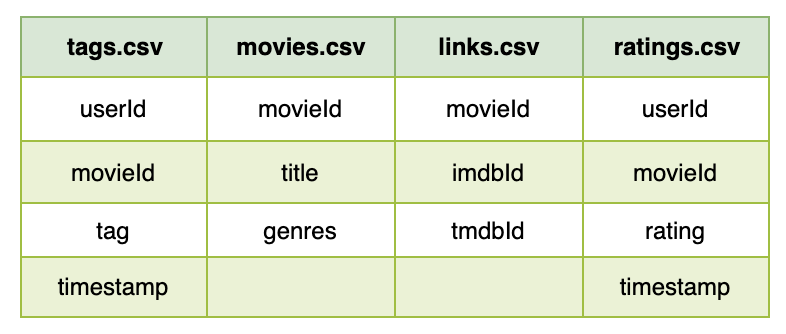 tags.csv movies.csv links.csv ratings.csv
userId movieId movieId userId
movieId title imdbId movieId
tag genres tmdbId rating
timestamp timestamp